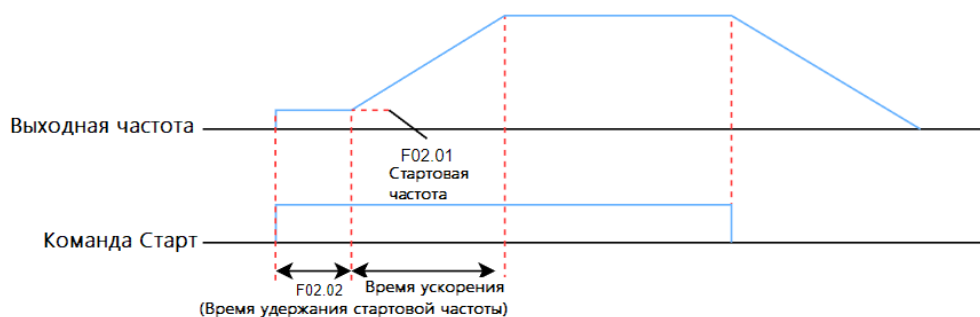 Выходная частота
F02.01
Стартовая
частота
Команда Старт
F02.02
Время ускорения
(Время удержания стартовой частоты)